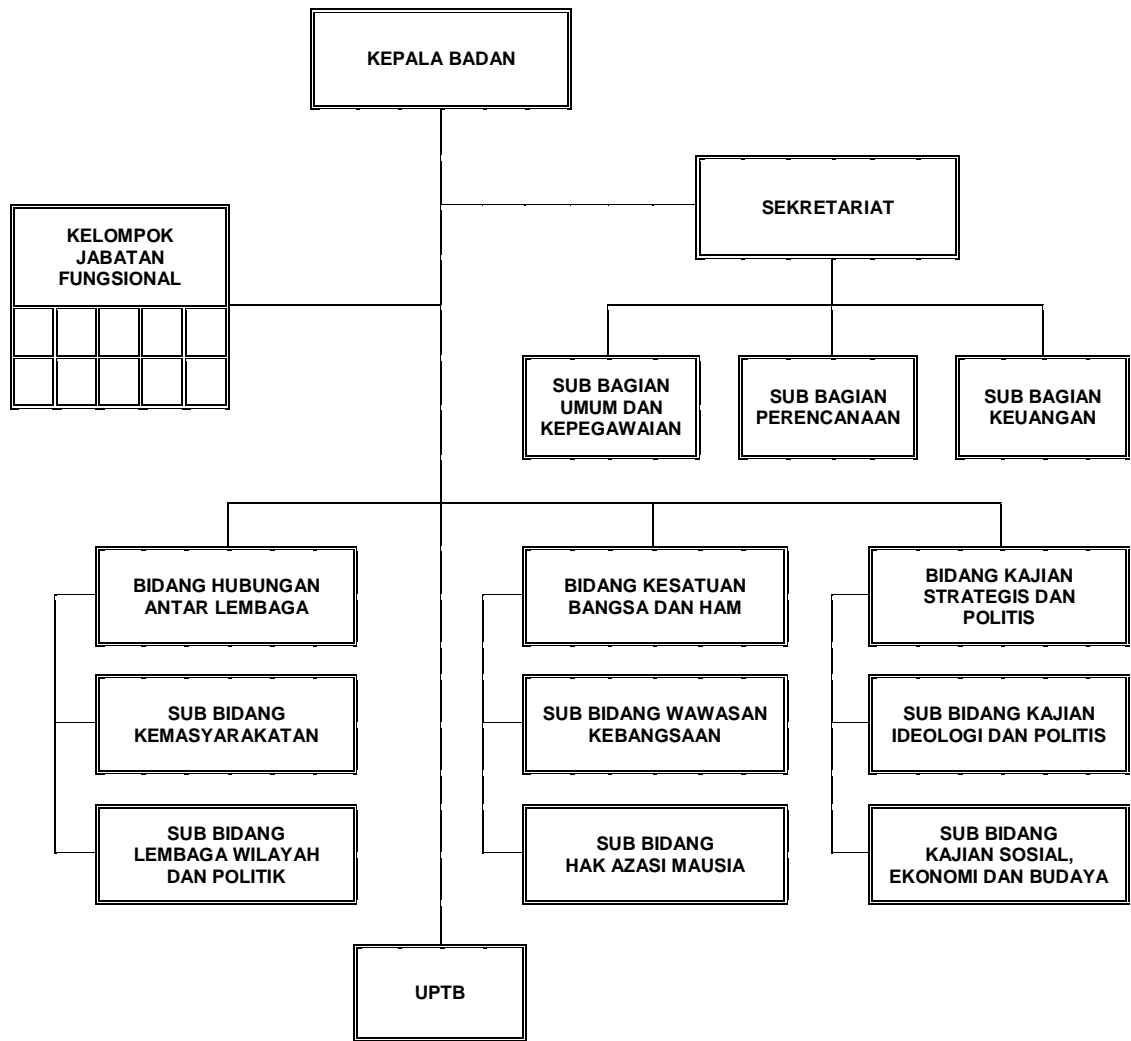 KEPALA BADAN
SEKRETARIAT
KELOMPOK
JABATAN
FUNGSIONAL
SUB BAGIAN
UMUM DAN
KEPEGAWAIAN
SUB BAGIAN
PERENCANAAN
SUB BAGIAN
KEUANGAN
BIDANG HUBUNGAN
ANTAR LEMBAGA
BIDANG KESATUAN
BANGSA DAN HAM
BIDANG KAJIAN
STRATEGIS DAN
POLITIS
SUB BIDANG
KEMASYARAKATAN
SUB BIDANG WAWASAN
KEBANGSAAN
SUB BIDANG KAJIAN
IDEOLOGI DAN POLITIS
SUB BIDANG
LEMBAGA WILAYAH
DAN POLITIK
SUB BIDANG
HAK AZASI MAUSIA
SUB BIDANG
KAJIAN SOSIAL,
EKONOMI DAN BUDAYA
UPTB